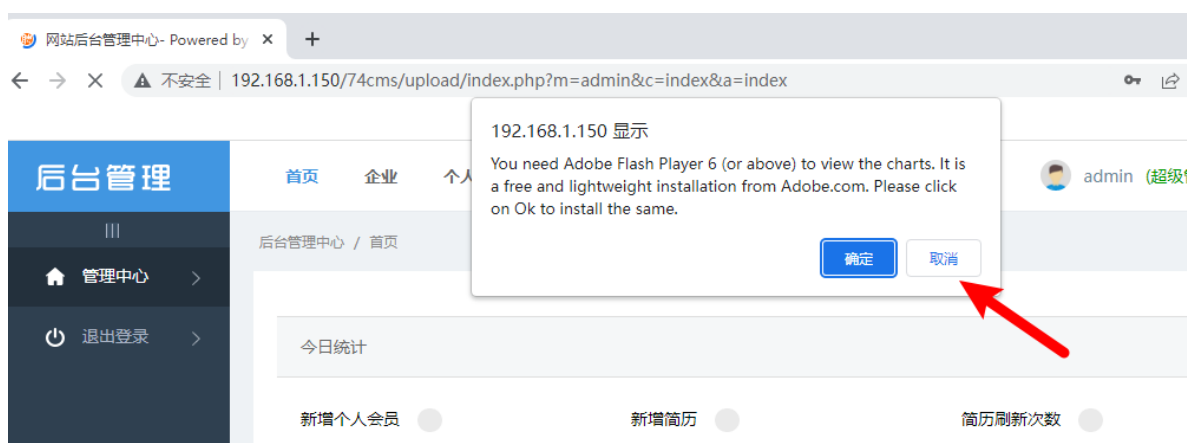 网站后台管理中心- Powered by
不安全 | 192.168.1.150/74cms/upload/index.php?m=admin&c=index&a=index
192.168.1.150 显示
You need Adobe Flash Player 6 (or above) to view the charts. It is
a free and lightweight installation from Adobe.com. Please click
on Ok to install the same.
确定 取消
后台管理
首页 企业 个人
admin (超级
管理中心
退出登录
后台管理中心 / 首页
今日统计
新增个人会员 新增简历 简历刷新次数